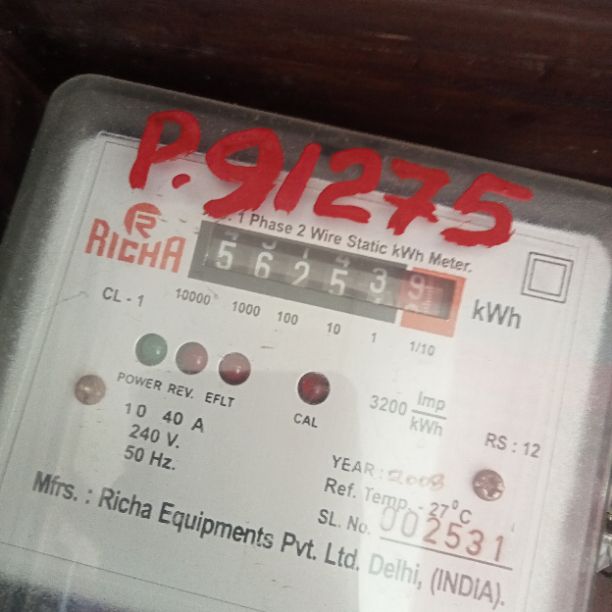 P.91275
1 Phase 2 Wire Static kWh Meter.
RICHA
5 6 2 5 3 9
kWh
CL - 1
10000 1000 100 10 1 1/10
POWER REV. EFLT
CAL
3200 Imp
kWh
10 40 A
240 V.
50 Hz.
RS : 12
YEAR : 2008
Ref. Temp. - 27°C
SL. No. 002531
Mfrs. : Richa Equipments Pvt. Ltd. Delhi, (INDIA).